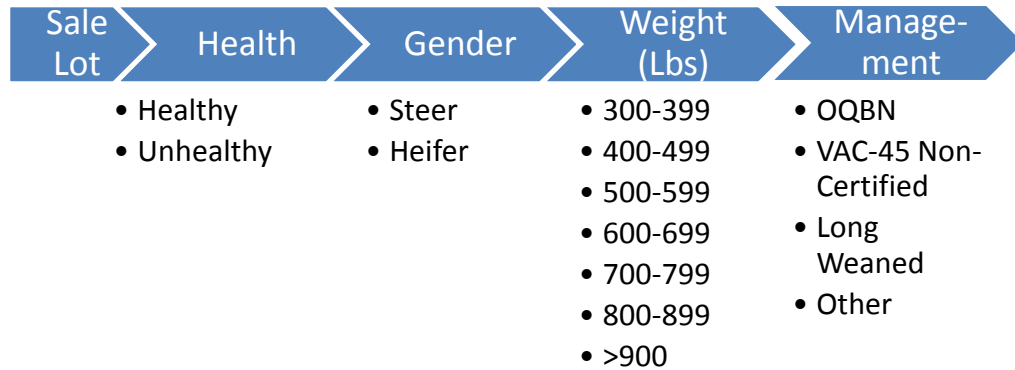 Sale
Lot
Health
Gender
Weight
(Lbs)
Manage-
ment
• Healthy
• Unhealthy
• Steer
• Heifer
• 300-399
• 400-499
• 500-599
• 600-699
• 700-799
• 800-899
• >900
• OQBN
• VAC-45 Non-
Certified
• Long
Weaned
• Other